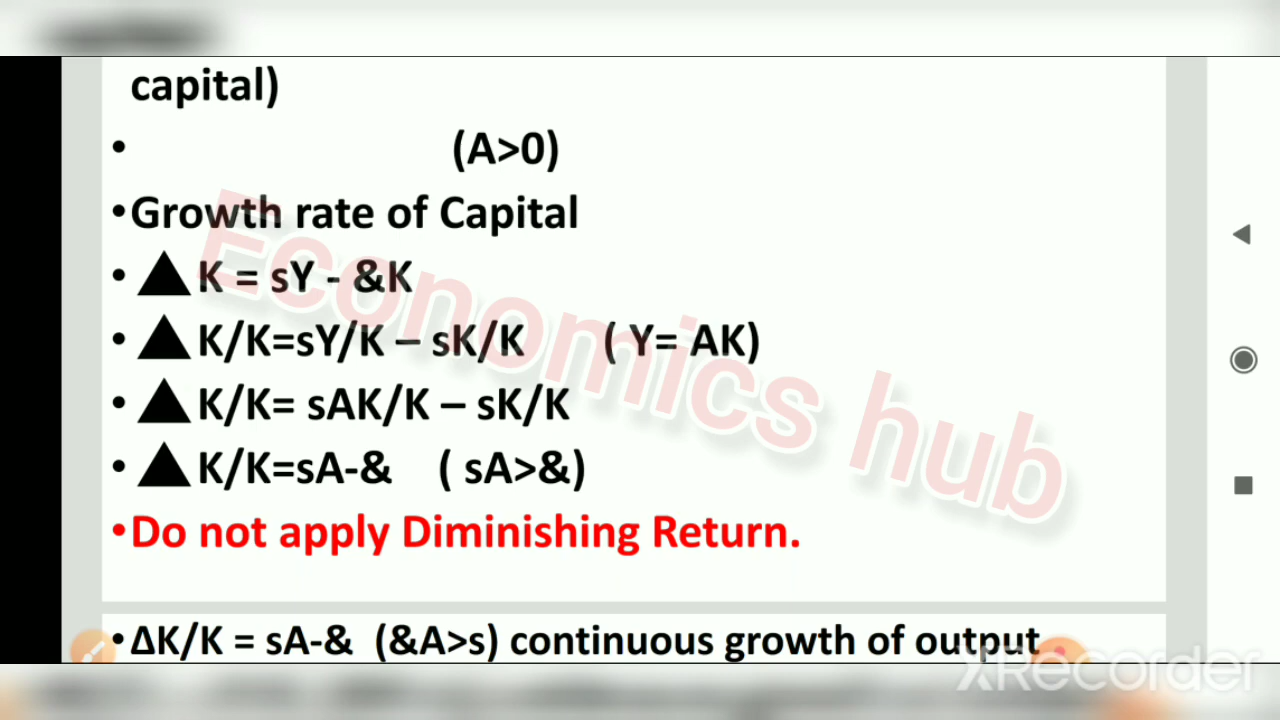 capital)
• (A>0)
•Growth rate of Capital
• ▲K = sY - &K
• ▲K/K=sY/K – sK/K ( Y= AK)
• ▲K/K= sAK/K – sK/K
• ▲K/K=sA-& ( sA>&)
•Do not apply Diminishing Return.
•ΔK/K = sA-& (&A>s) continuous growth of output
Economics hub
XRecorder